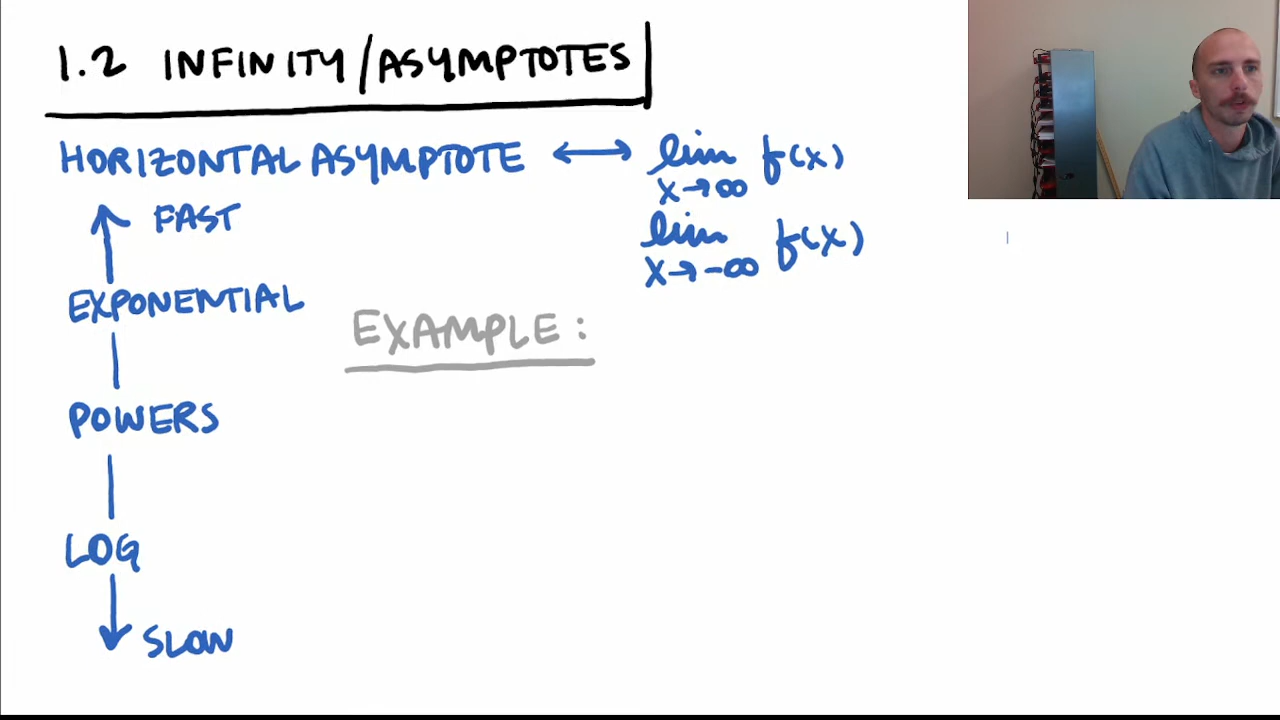 1.2 INFINITY/ASYMPTOTES
HORIZONTAL ASYMPTOTE ↔ lim x→∞ f(x)
lim x→-∞ f(x)
FAST
EXPONENTIAL
EXAMPLE:
POWERS
LOG
SLOW